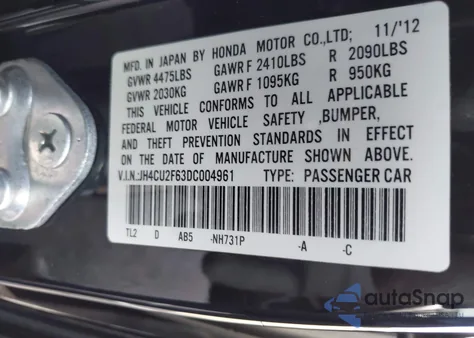 MFD. IN JAPAN BY HONDA MOTOR CO.,LTD; 11/'12
GVWR 4475LBS GAWR F 2410LBS R 2090LBS
GVWR 2030KG GAWR F 1095KG R 950KG
THIS VEHICLE CONFORMS TO ALL APPLICABLE
FEDERAL MOTOR VEHICLE SAFETY ,BUMPER,
AND THEFT PREVENTION STANDARDS IN EFFECT
ON THE DATE OF MANUFACTURE SHOWN ABOVE.
V.I.N.:JH4CU2F63DC004961 TYPE: PASSENGER CAR
TL2 D AB5 -NH731P -A -C
autoSnap